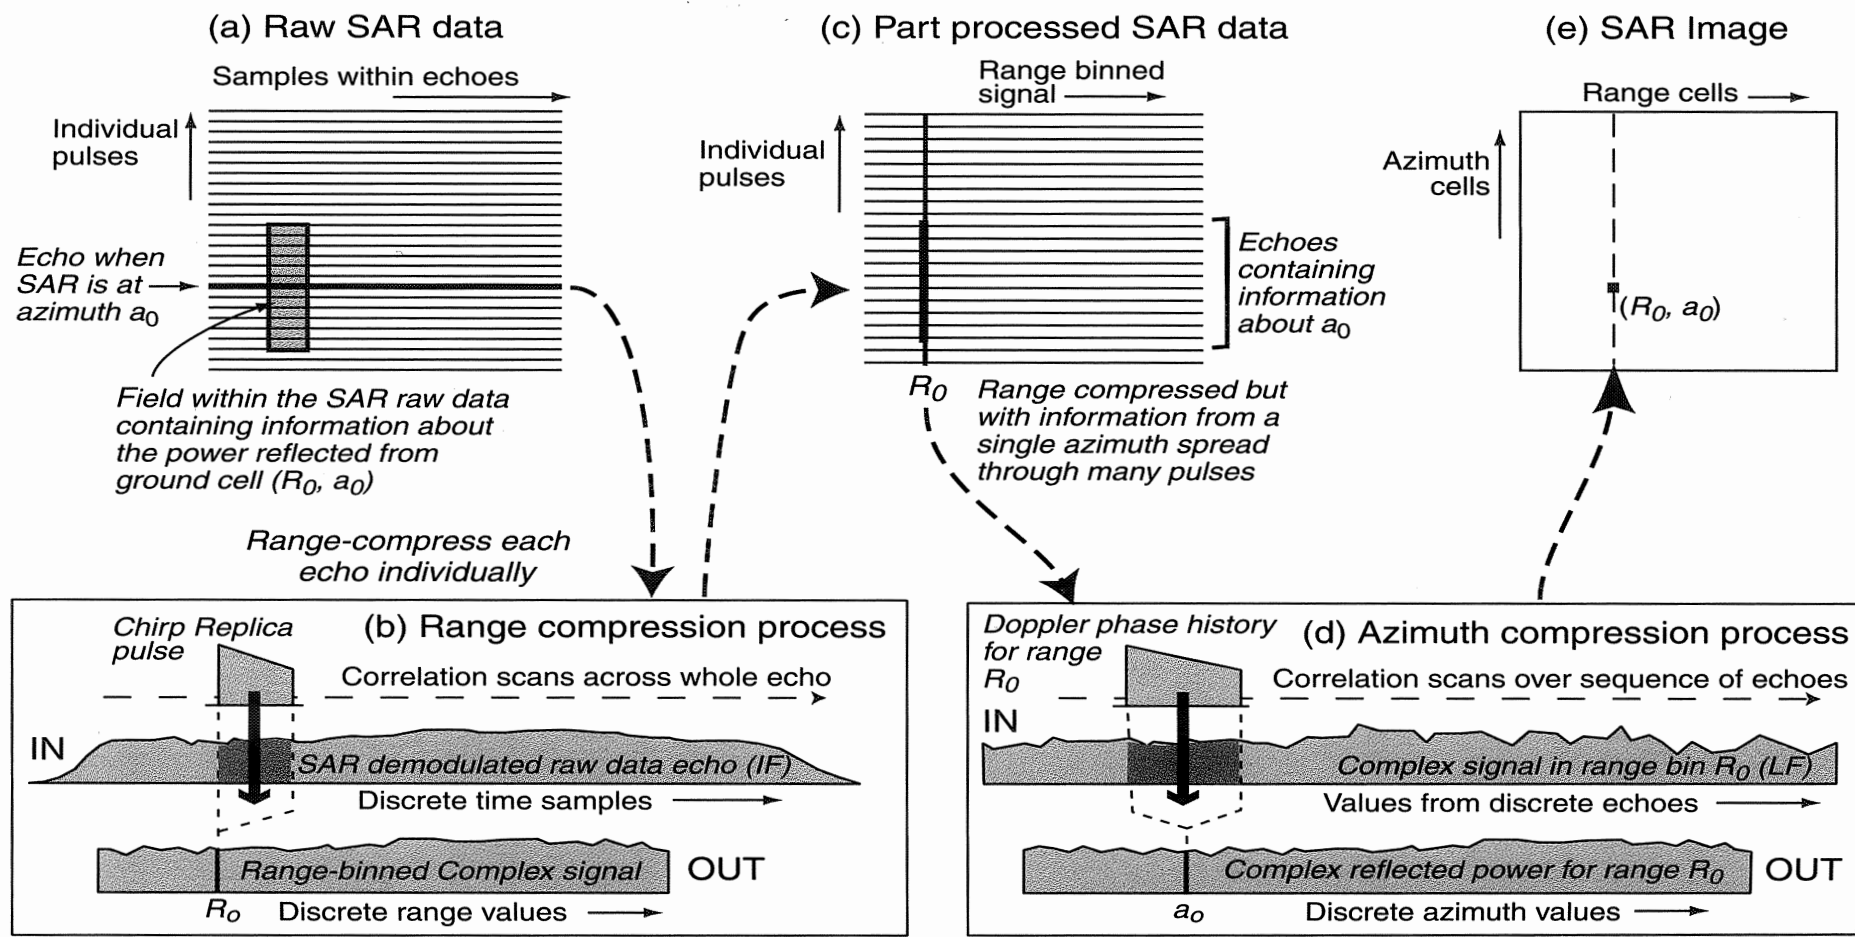 (a) Raw SAR data
Samples within echoes
Individual
pulses
Echo when
SAR is at
azimuth a₀
Field within the SAR raw data
containing information about
the power reflected from
ground cell (R₀, a₀)
Range-compress each
echo individually
(b) Range compression process
Chirp Replica
pulse
Correlation scans across whole echo
IN
SAR demodulated raw data echo (IF)
Discrete time samples
Range-binned Complex signal
OUT
Rₒ
Discrete range values
(c) Part processed SAR data
Range binned
signal
Individual
pulses
Echoes
containing
information
about a₀
R₀
Range compressed but
with information from a
single azimuth spread
through many pulses
(d) Azimuth compression process
Doppler phase history
for range
R₀
Correlation scans over sequence of echoes
IN
Complex signal in range bin R₀ (LF)
Values from discrete echoes
Complex reflected power for range R₀
OUT
aₒ
Discrete azimuth values
(e) SAR Image
Range cells
Azimuth
cells
(R₀, a₀)